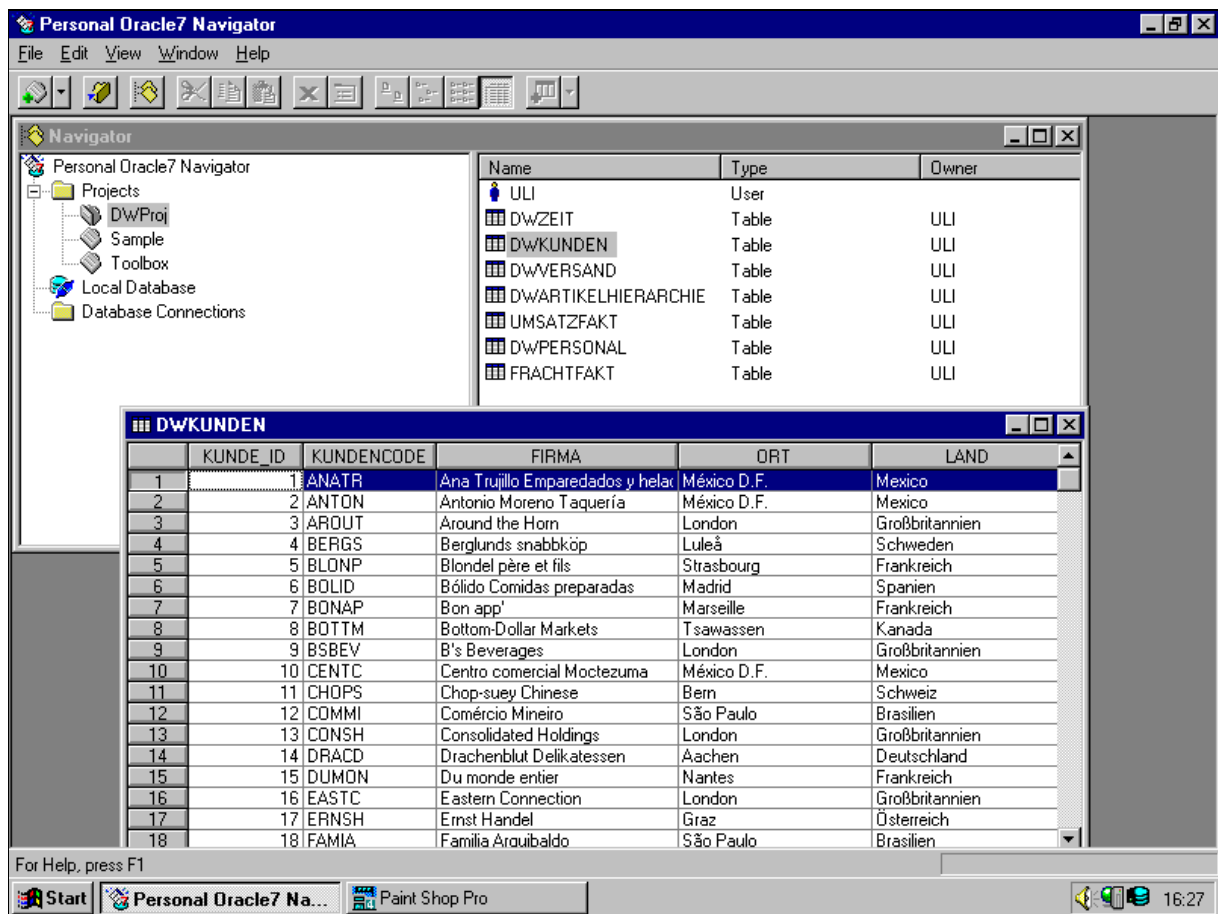 Personal Oracle7 Navigator
File Edit View Window Help
Navigator
Personal Oracle7 Navigator
Projects
DWProj
Sample
Toolbox
Local Database
Database Connections
Name Type Owner
ULI User
DWZEIT Table ULI
DWKUNDEN Table ULI
DWVERSAND Table ULI
DWARTIKELHIERARCHIE Table ULI
UMSATZFAKT Table ULI
DWPERSONAL Table ULI
FRACHTFAKT Table ULI
DWKUNDEN
KUNDE_ID KUNDENCODE FIRMA ORT LAND
1 1 ANATR Ana Trujillo Emparedados y helac México D.F. Mexico
2 2 ANTON Antonio Moreno Taquería México D.F. Mexico
3 3 AROUT Around the Horn London Großbritannien
4 4 BERGS Berglunds snabbköp Luleå Schweden
5 5 BLONP Blondel père et fils Strasbourg Frankreich
6 6 BOLID Bólido Comidas preparadas Madrid Spanien
7 7 BONAP Bon app' Marseille Frankreich
8 8 BOTTM Bottom-Dollar Markets Tsawassen Kanada
9 9 BSBEV B's Beverages London Großbritannien
10 10 CENTC Centro comercial Moctezuma México D.F. Mexico
11 11 CHOPS Chop-suey Chinese Bern Schweiz
12 12 COMMI Comércio Mineiro São Paulo Brasilien
13 13 CONSH Consolidated Holdings London Großbritannien
14 14 DRACD Drachenblut Delikatessen Aachen Deutschland
15 15 DUMON Du monde entier Nantes Frankreich
16 16 EASTC Eastern Connection London Großbritannien
17 17 ERNSH Ernst Handel Graz Österreich
18 18 FAMIA Familia Arquibaldo São Paulo Brasilien
For Help, press F1
Start Personal Oracle7 Na... Paint Shop Pro 16:27